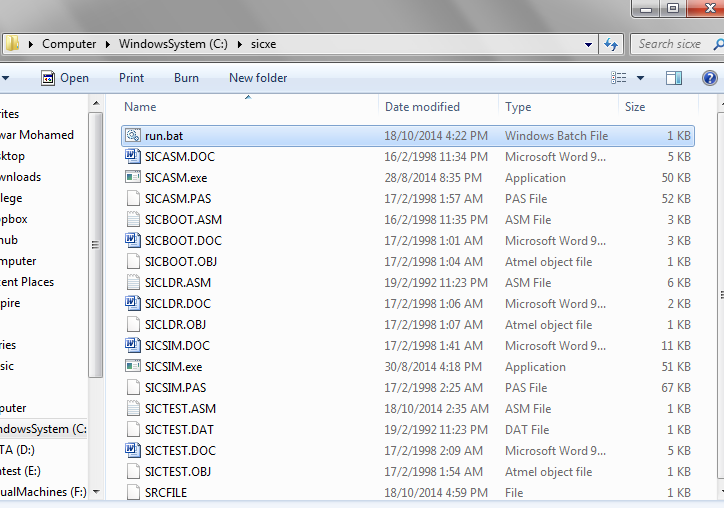 Computer WindowsSystem (C:) sicxe Search sicxe
Open Print Burn New folder
Name Date modified Type Size
run.bat 18/10/2014 4:22 PM Windows Batch File 1 KB
SICASM.DOC 16/2/1998 11:34 PM Microsoft Word 9... 5 KB
SICASM.exe 28/8/2014 8:35 PM Application 50 KB
SICASM.PAS 17/2/1998 1:57 AM PAS File 52 KB
SICBOOT.ASM 16/2/1998 11:35 PM ASM File 3 KB
SICBOOT.DOC 17/2/1998 1:01 AM Microsoft Word 9... 3 KB
SICBOOT.OBJ 17/2/1998 1:04 AM Atmel object file 1 KB
SICLDR.ASM 19/2/1992 11:23 PM ASM File 6 KB
SICLDR.DOC 17/2/1998 1:06 AM Microsoft Word 9... 2 KB
SICLDR.OBJ 17/2/1998 1:07 AM Atmel object file 1 KB
SICSIM.DOC 17/2/1998 1:41 AM Microsoft Word 9... 11 KB
SICSIM.exe 30/8/2014 4:18 PM Application 51 KB
SICSIM.PAS 17/2/1998 2:25 AM PAS File 67 KB
SICTEST.ASM 18/10/2014 2:35 AM ASM File 1 KB
SICTEST.DAT 19/2/1992 11:23 PM DAT File 1 KB
SICTEST.DOC 17/2/1998 2:09 AM Microsoft Word 9... 5 KB
SICTEST.OBJ 17/2/1998 1:54 AM Atmel object file 1 KB
SRCFILE 18/10/2014 4:59 PM File 1 KB
rites
war Mohamed
sktop
wnloads
llege
opbox
hub
mputer
cent Places
pire
ries
sic
puter
ndowsSystem (C:
TA (D:)
atest (E:)
ualMachines (F:)